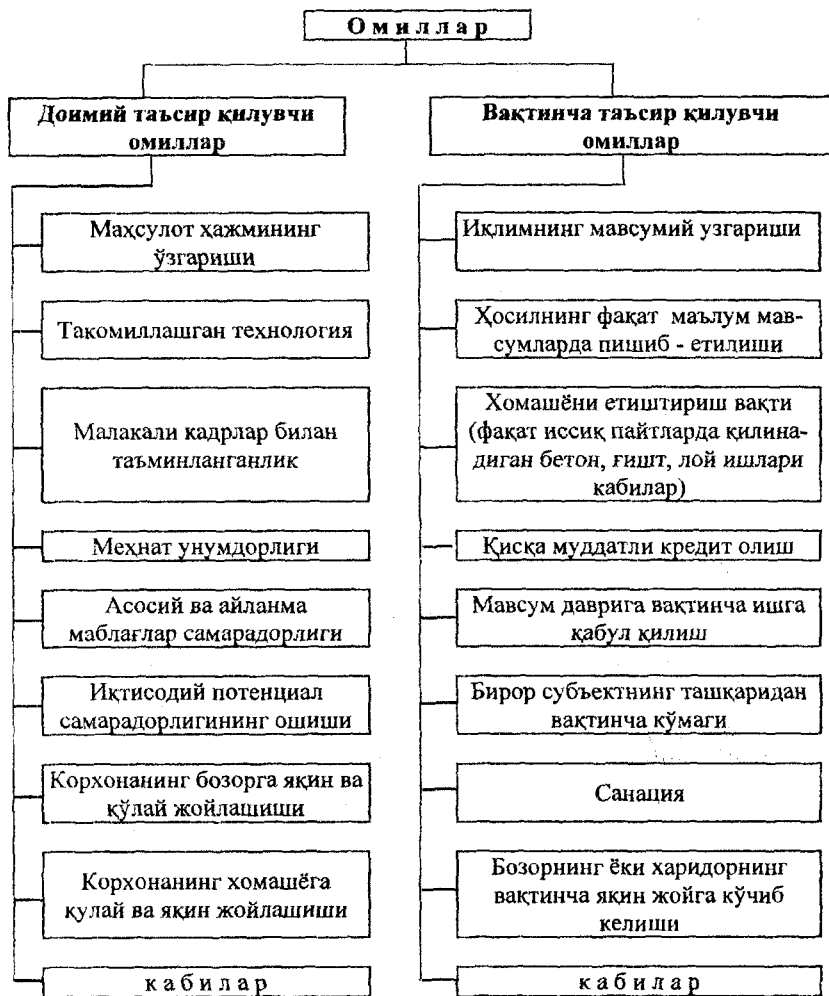 Омиллар
Доимий таъсир қилувчи
омиллар
Маҳсулот ҳажмининг
ўзгариши
Такомиллашган технология
Малакали кадрлар билан
таъминланганлик
Меҳнат унумдорлиги
Асосий ва айланма
маблағлар самарадорлиги
Иқтисодий потенциал
самарадорлигининг ошиши
Корхонанинг бозорга яқин ва
қўлай жойлашиши
Корхонанинг хомашёга
қулай ва яқин жойлашиши
кабилар
Вақтинча таъсир қилувчи
омиллар
Иқлимнинг мавсумий узгариши
Ҳосилнинг фақат маълум мав-
сумларда пишиб - етилиши
Хомашёни етиштириш вақти
(фақат иссиқ пайтларда қилина-
диган бетон, ғишт, лой ишлари
кабилар)
Қисқа муддатли кредит олиш
Мавсум даврига вақтинча ишга
қабул қилиш
Бирор субъектнинг ташқаридан
вақтинча кўмаги
Санация
Бозорнинг ёки харидорнинг
вақтинча яқин жойга кўчиб
келиши
кабилар